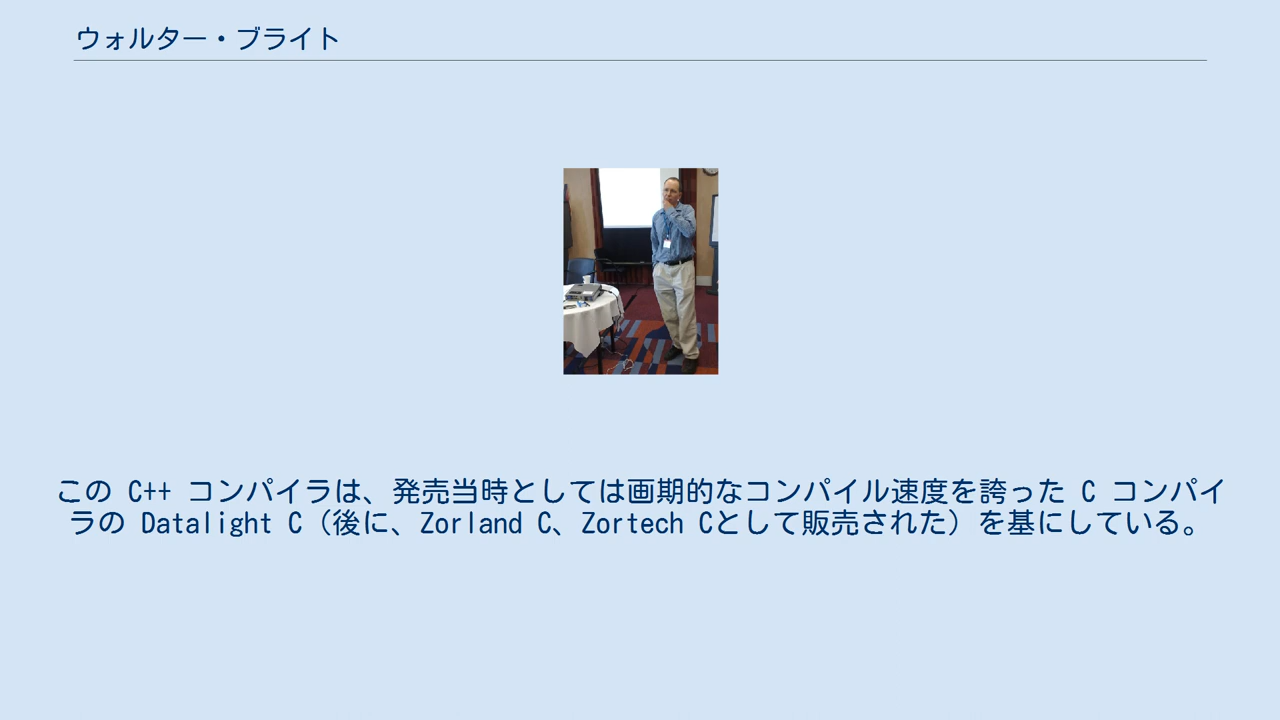 ウォルター・ブライト
この C++ コンパイラは、発売当時としては画期的なコンパイル速度を誇った C コンパイ
ラの Datalight C（後に、Zorland C、Zortech Cとして販売された）を基にしている。